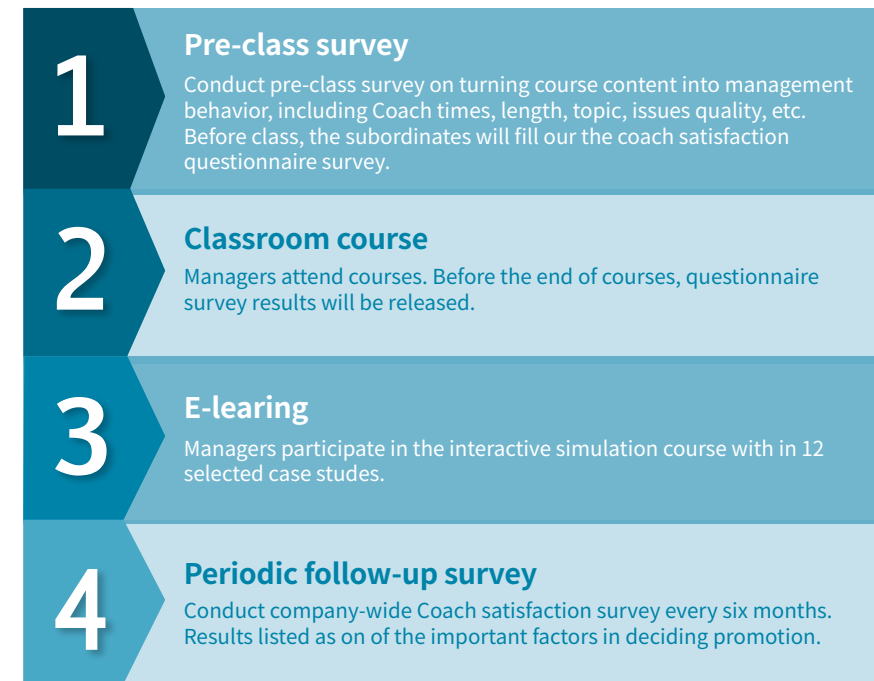 1
Pre-class survey
Conduct pre-class survey on turning course content into management
behavior, including Coach times, length, topic, issues quality, etc.
Before class, the subordinates will fill our the coach satisfaction
questionnaire survey.
2
Classroom course
Managers attend courses. Before the end of courses, questionnaire
survey results will be released.
3
E-learing
Managers participate in the interactive simulation course with in 12
selected case studes.
4
Periodic follow-up survey
Conduct company-wide Coach satisfaction survey every six months.
Results listed as on of the important factors in deciding promotion.